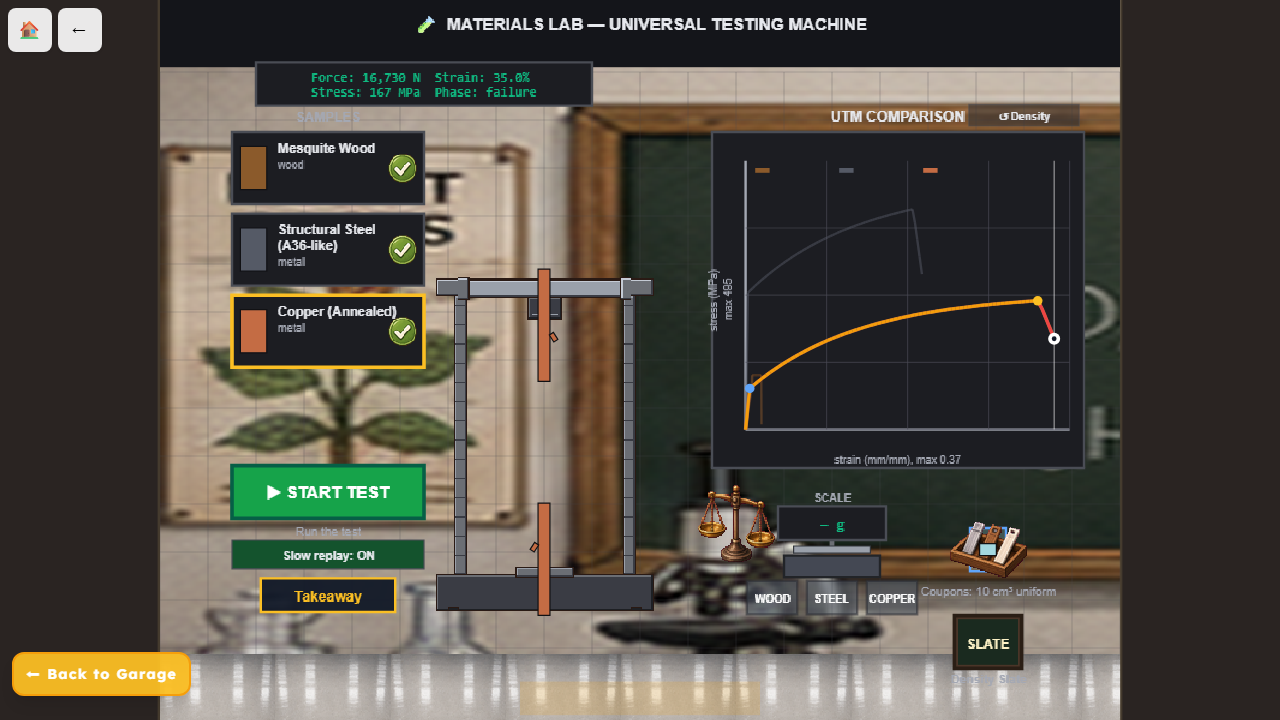 MATERIALS LAB — UNIVERSAL TESTING MACHINE
←
Force: 16,730 N  Strain: 35.0%
Stress: 167 MPa  Phase: failure
SAMPLES
Mesquite Wood
wood
Structural Steel
(A36-like)
metal
Copper (Annealed)
metal
▶ START TEST
Run the test
Slow replay: ON
Takeaway
← Back to Garage
UTM COMPARISON
↺ Density
stress (MPa)
max 485
strain (mm/mm), max 0.37
SCALE
— g
WOOD
STEEL
COPPER
Coupons: 10 cm³ uniform
SLATE